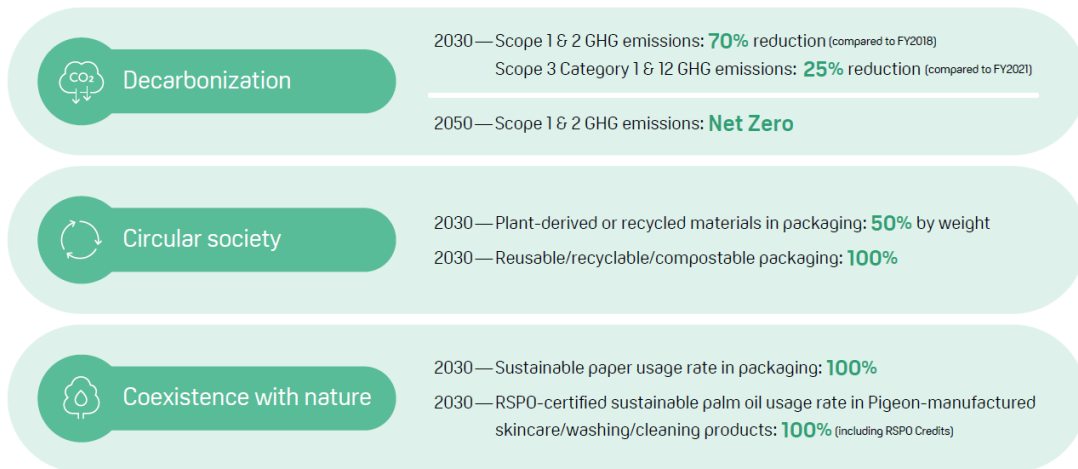 CO₂
Decarbonization
2030—Scope 1 & 2 GHG emissions: 70% reduction (compared to FY2018)
Scope 3 Category 1 & 12 GHG emissions: 25% reduction (compared to FY2021)
2050—Scope 1 & 2 GHG emissions: Net Zero
Circular society
2030—Plant-derived or recycled materials in packaging: 50% by weight
2030—Reusable/recyclable/compostable packaging: 100%
Coexistence with nature
2030—Sustainable paper usage rate in packaging: 100%
2030—RSPO-certified sustainable palm oil usage rate in Pigeon-manufactured
skincare/washing/cleaning products: 100% (including RSPO Credits)